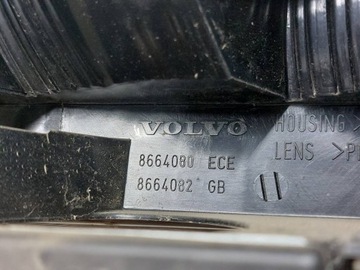 VOLVO HOUSING >
8664080 ECE LENS >P
8664082 GB